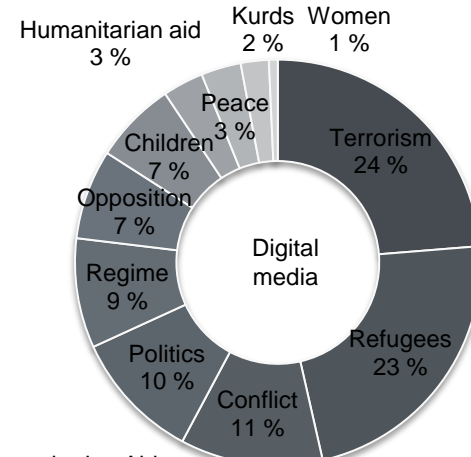 Kurds
2 %
Women
1 %
Humanitarian aid
3 %
Peace
3 %
Terrorism
24 %
Children
7 %
Opposition
7 %
Digital
media
Regime
9 %
Refugees
23 %
Politics
10 %
Conflict
11 %